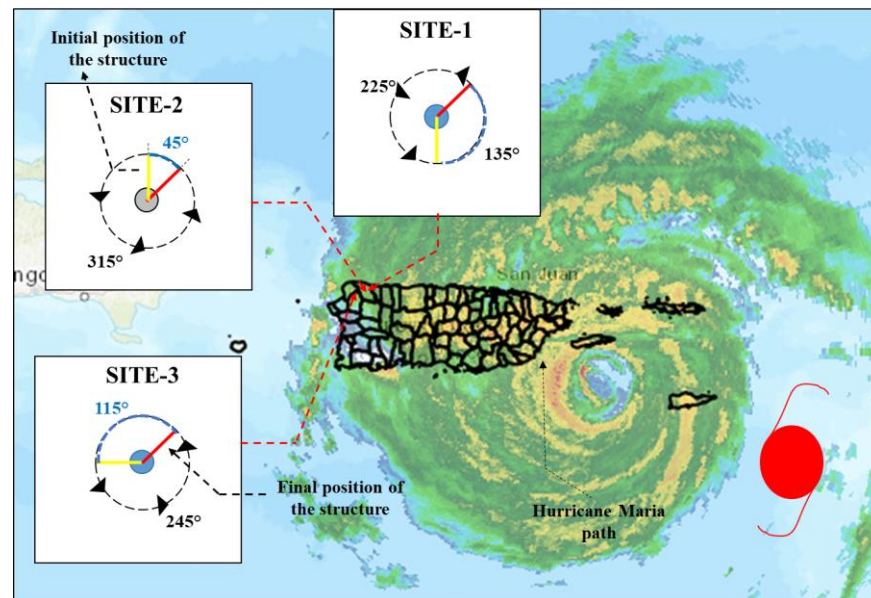 Initial position of
the structure
SITE-2
45°
315°
SITE-1
225°
135°
ngo
San Juan
SITE-3
115°
245°
Final position of
the structure
Hurricane Maria
path